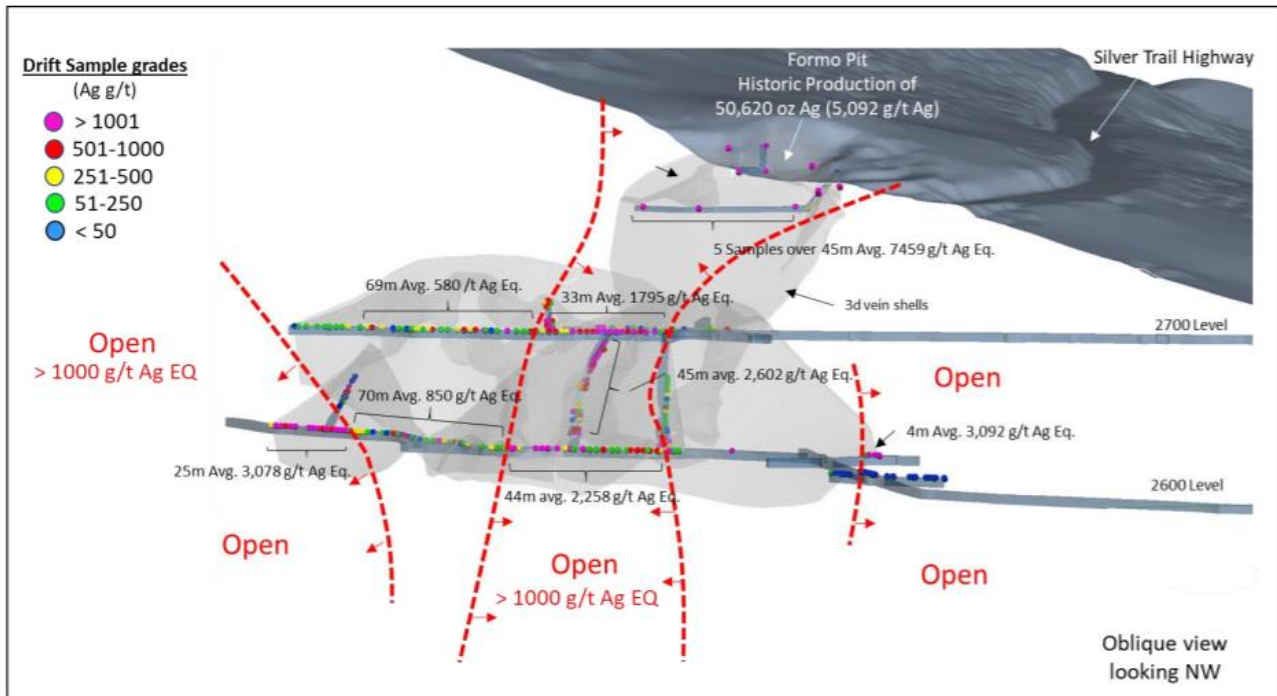 Drift Sample grades
(Ag g/t)
> 1001
501-1000
251-500
51-250
< 50
Formo Pit
Historic Production of
50,620 oz Ag (5,092 g/t Ag)
Silver Trail Highway
5 Samples over 45m Avg. 7459 g/t Ag Eq.
69m Avg. 580 /t Ag Eq.
33m Avg. 1795 g/t Ag Eq.
3d vein shells
2700 Level
Open
> 1000 g/t Ag EQ
Open
70m Avg. 850 g/t Ag Eq.
45m avg. 2,602 g/t Ag Eq.
4m Avg. 3,092 g/t Ag Eq.
25m Avg. 3,078 g/t Ag Eq.
44m avg. 2,258 g/t Ag Eq.
2600 Level
Open
Open
> 1000 g/t Ag EQ
Open
Oblique view
looking NW